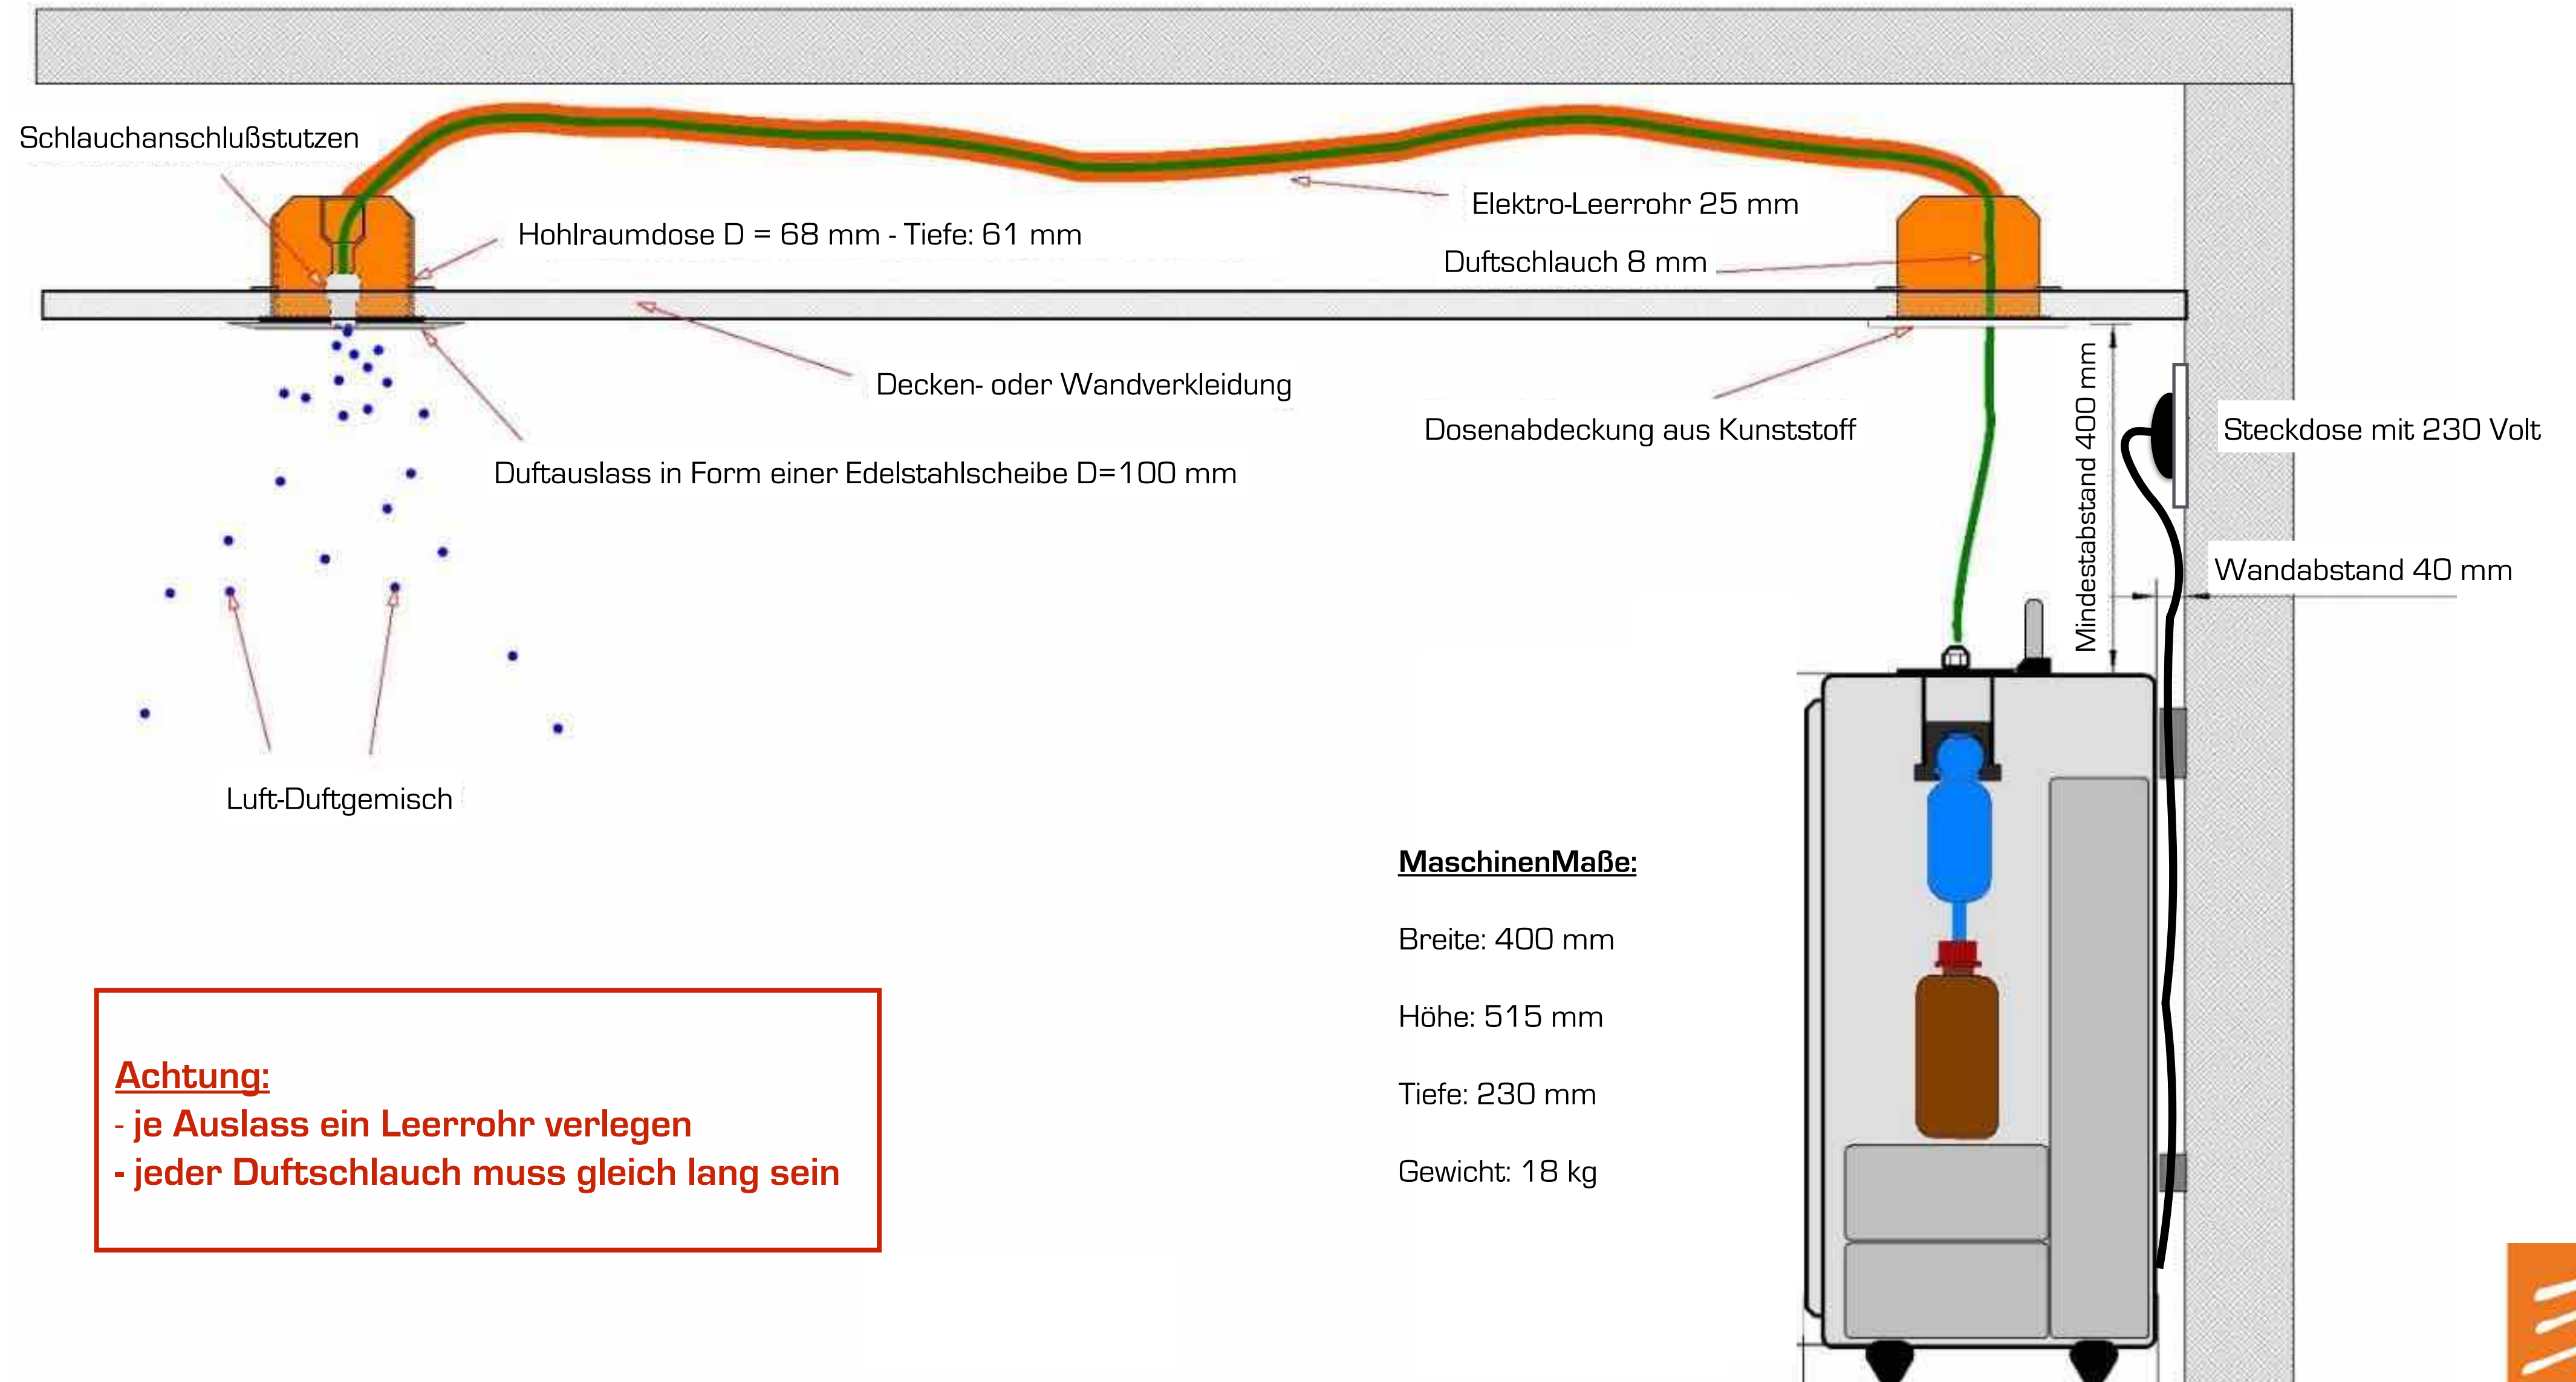 Schlauchanschlußstutzen
Elektro-Leerrohr 25 mm
Hohlraumdose D = 68 mm - Tiefe: 61 mm
Duftschlauch 8 mm
Decken- oder Wandverkleidung
Dosenabdeckung aus Kunststoff
Mindestabstand 400 mm
Steckdose mit 230 Volt
Duftauslass in Form einer Edelstahlscheibe D=100 mm
Wandabstand 40 mm
Luft-Duftgemisch
MaschinenMaße:
Breite: 400 mm
Höhe: 515 mm
Tiefe: 230 mm
Gewicht: 18 kg
Achtung:
- je Auslass ein Leerrohr verlegen
- jeder Duftschlauch muss gleich lang sein